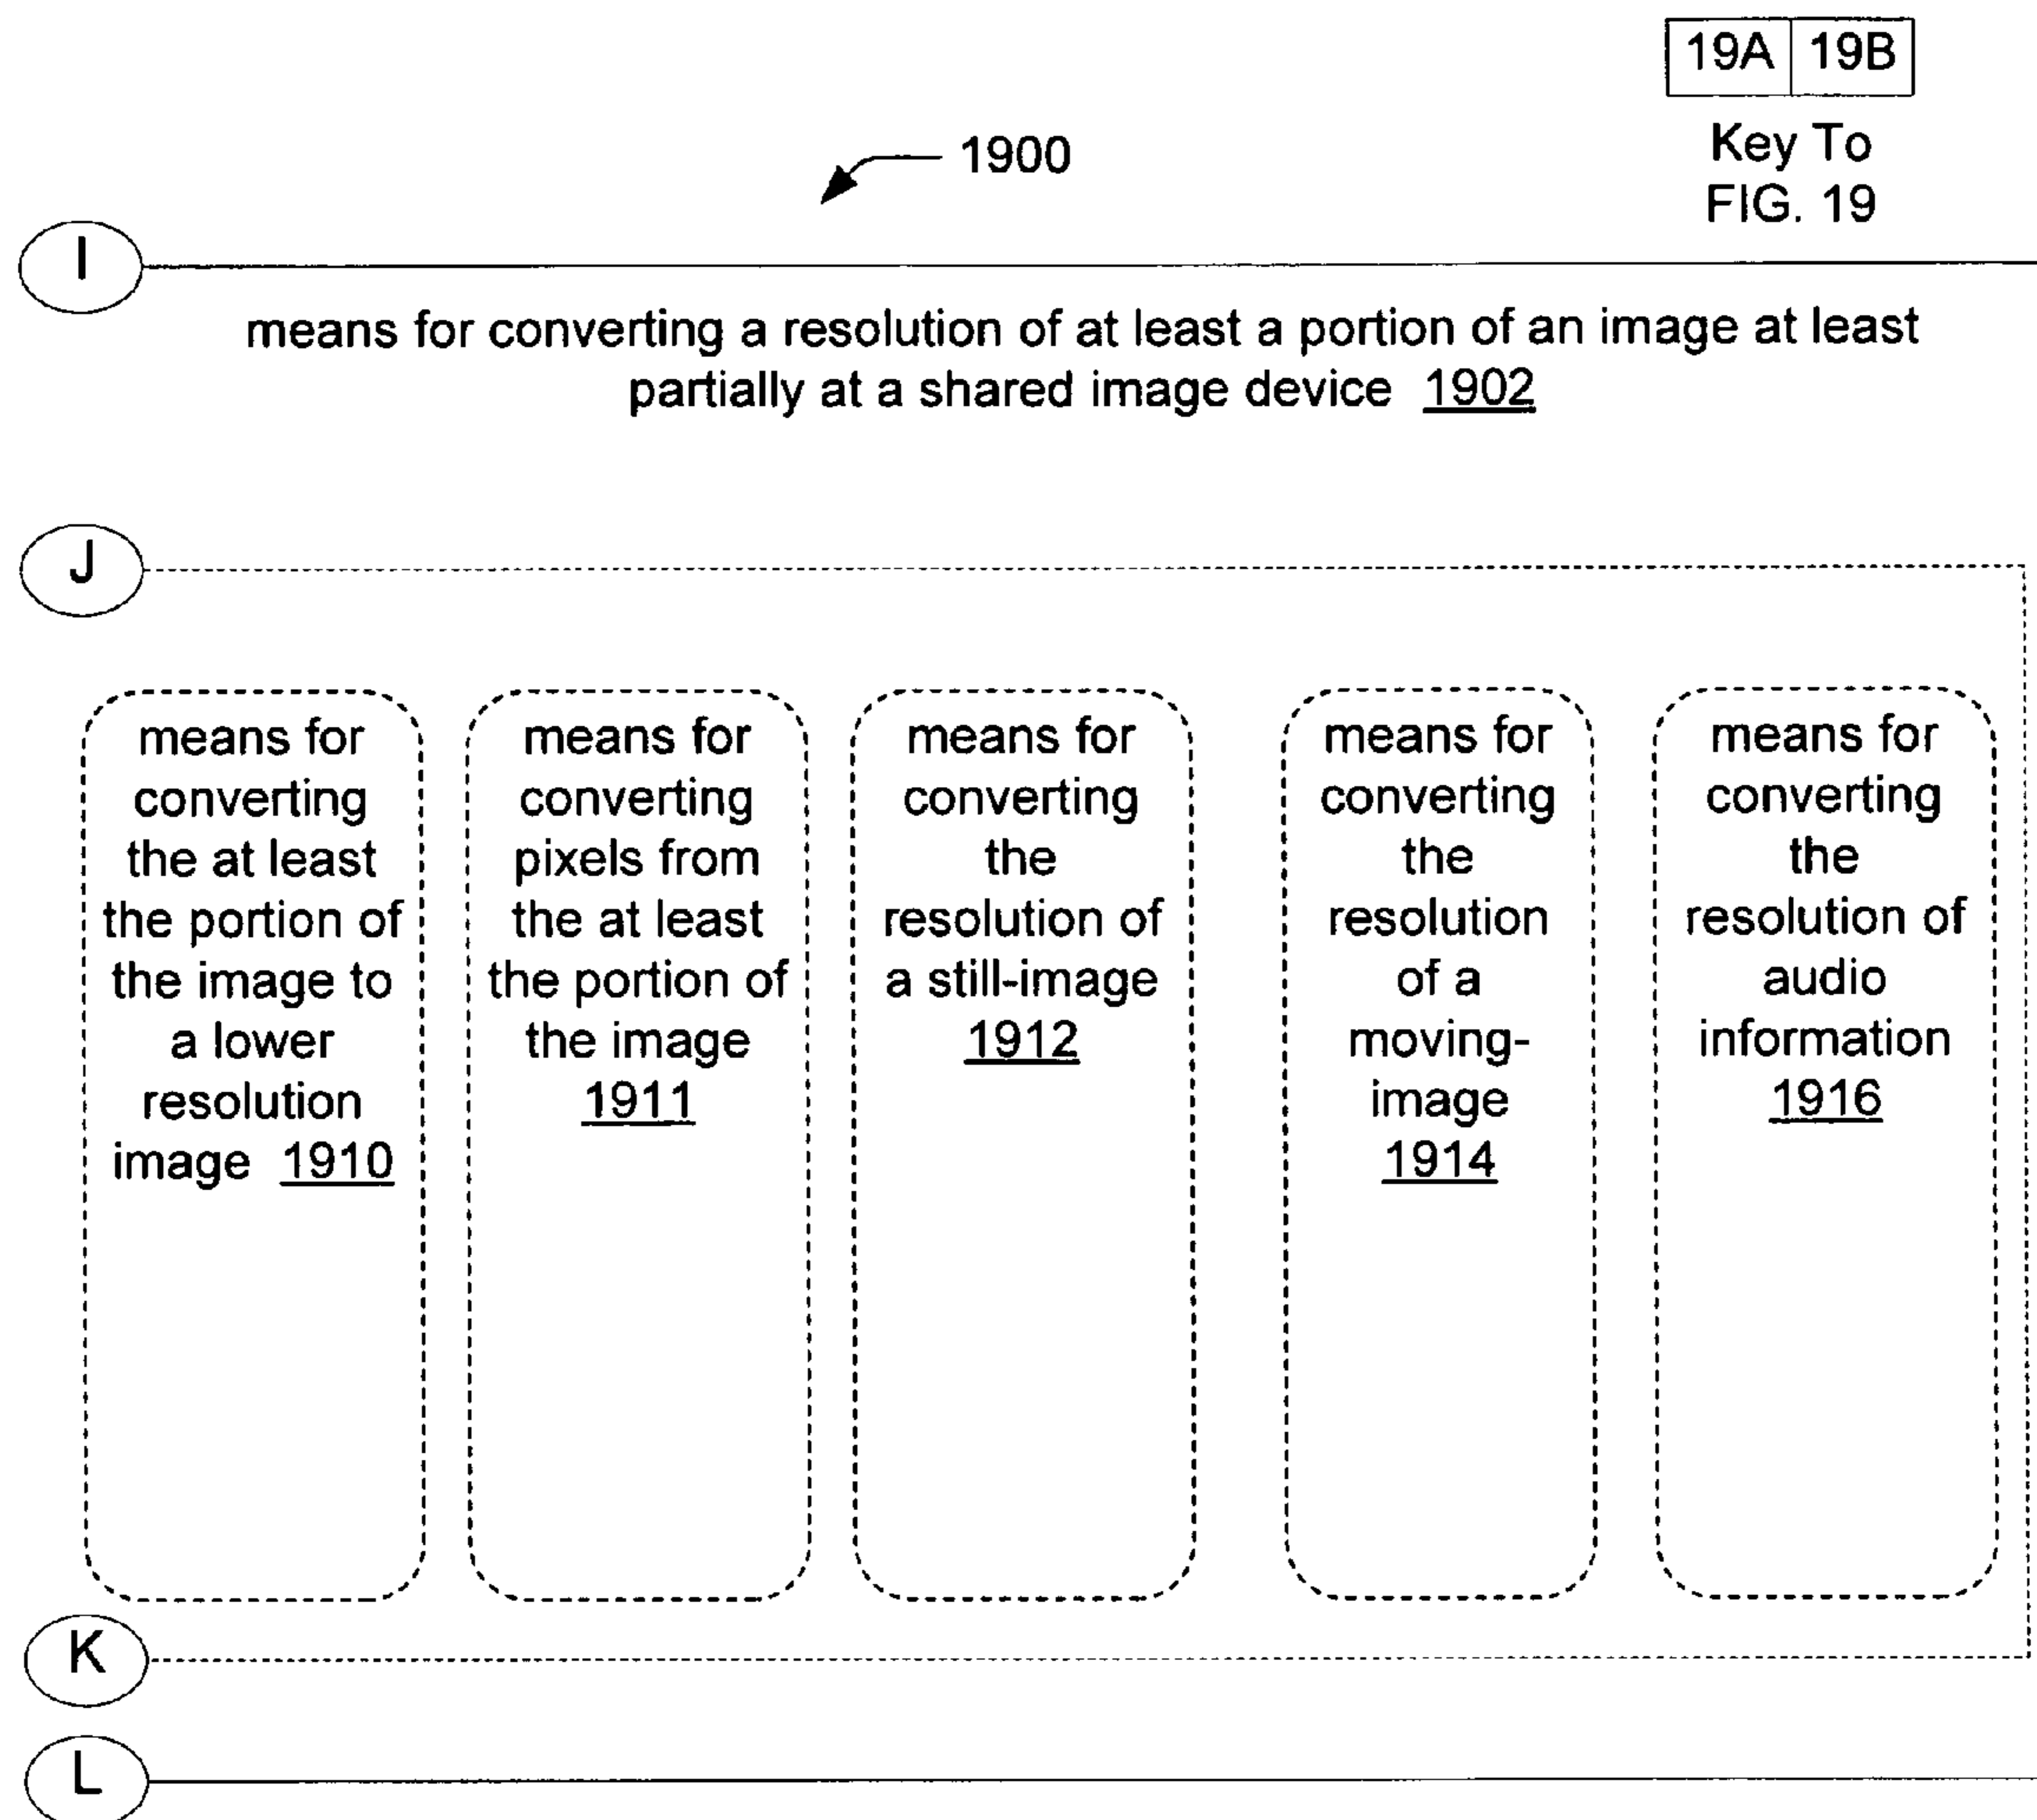 19A 19B
Key To
FIG. 19
1900
I
means for converting a resolution of at least a portion of an image at least
partially at a shared image device 1902
J
means for
converting
the at least
the portion of
the image to
a lower
resolution
image 1910
means for
converting
pixels from
the at least
the portion of
the image
1911
means for
converting
the
resolution of
a still-image
1912
means for
converting
the
resolution
of a
moving-
image
1914
means for
converting
the
resolution of
audio
information
1916
K
L